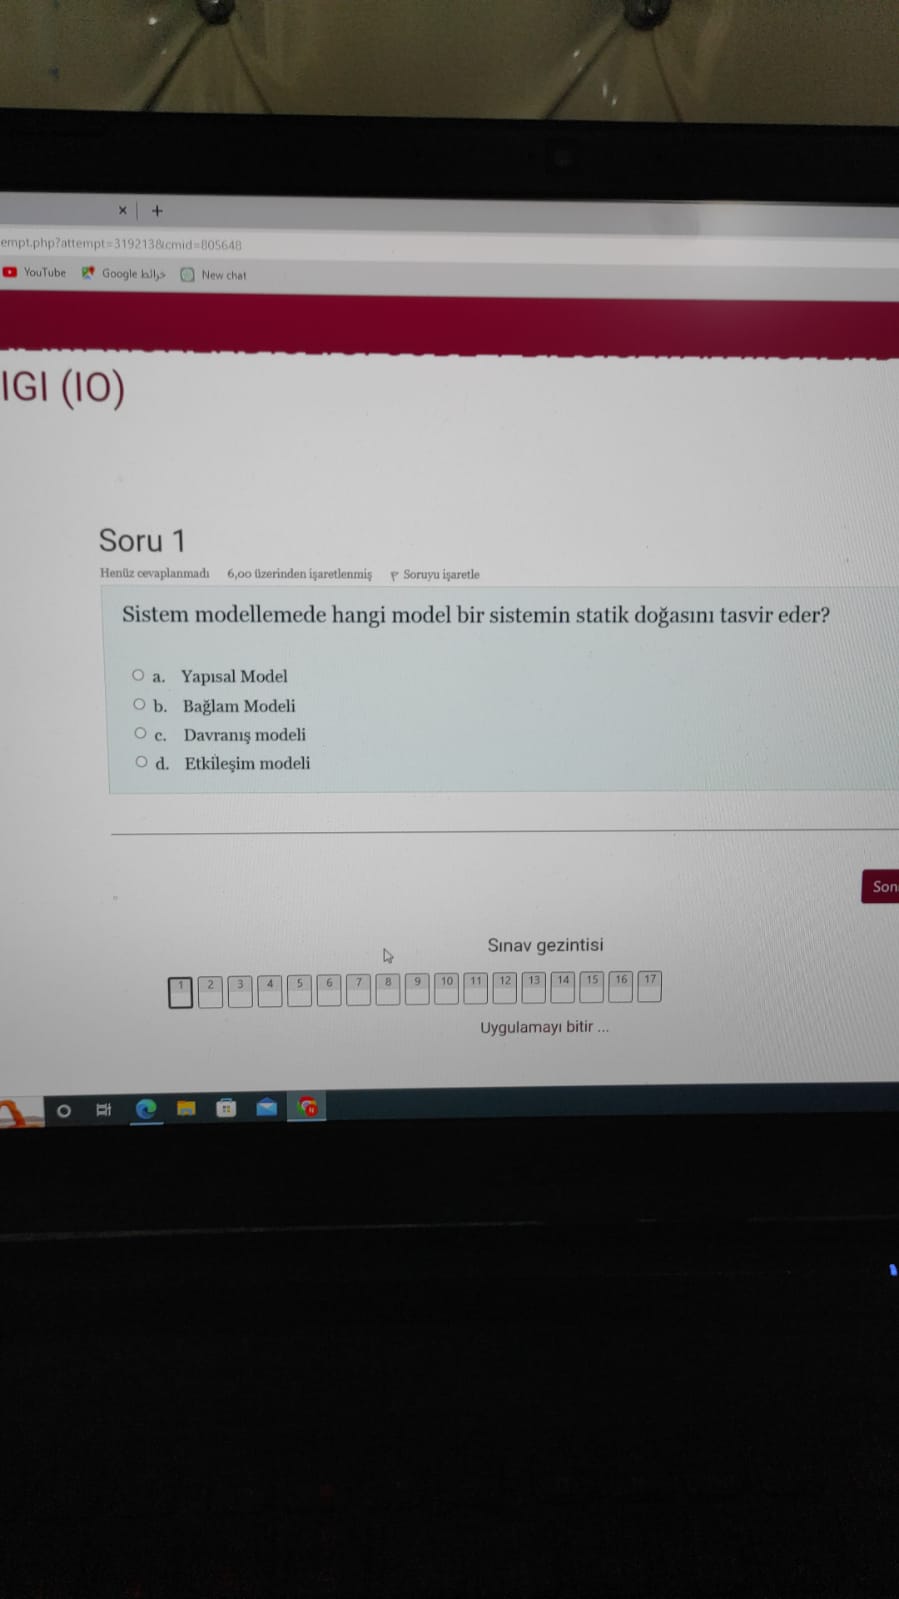 × +
empt.php?attempt=319213&cmid=805648
YouTube Google خرائط New chat
IGI (IO)
Soru 1
Henüz cevaplanmadı 6,00 üzerinden işaretlenmiş Soruyu işaretle
Sistem modellemede hangi model bir sistemin statik doğasını tasvir eder?
a. Yapısal Model
b. Bağlam Modeli
c. Davranış modeli
d. Etkileşim modeli
Son
Sınav gezintisi
1 2 3 4 5 6 7 8 9 10 11 12 13 14 15 16 17
Uygulamayı bitir ...